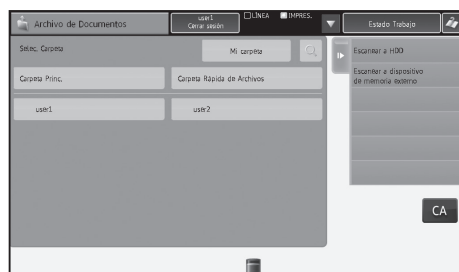 Archivo de Documentos
user1
Cerrar sesión
LÍNEA
IMPRES.
Estado Trabajo
Selec. Carpeta
Mi carpeta
Carpeta Princ.
Carpeta Rápida de Archivos
user1
user2
Escanear a HDD
Escanear a dispositivo
de memoria externo
CA